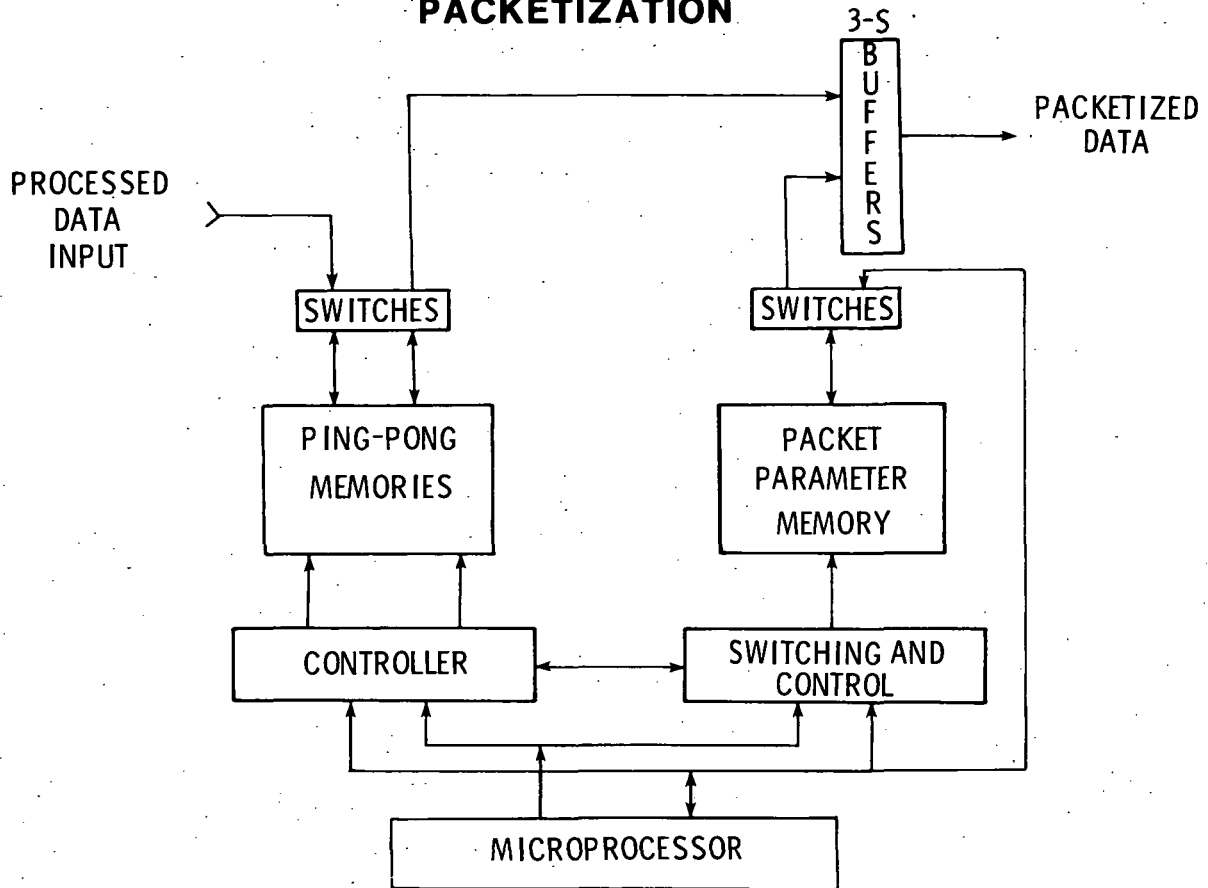 PACKETIZATION
3-S
BUFFERS
PACKETIZED
DATA
PROCESSED
DATA
INPUT
SWITCHES
SWITCHES
PING-PONG
MEMORIES
PACKET
PARAMETER
MEMORY
CONTROLLER
SWITCHING AND
CONTROL
MICROPROCESSOR